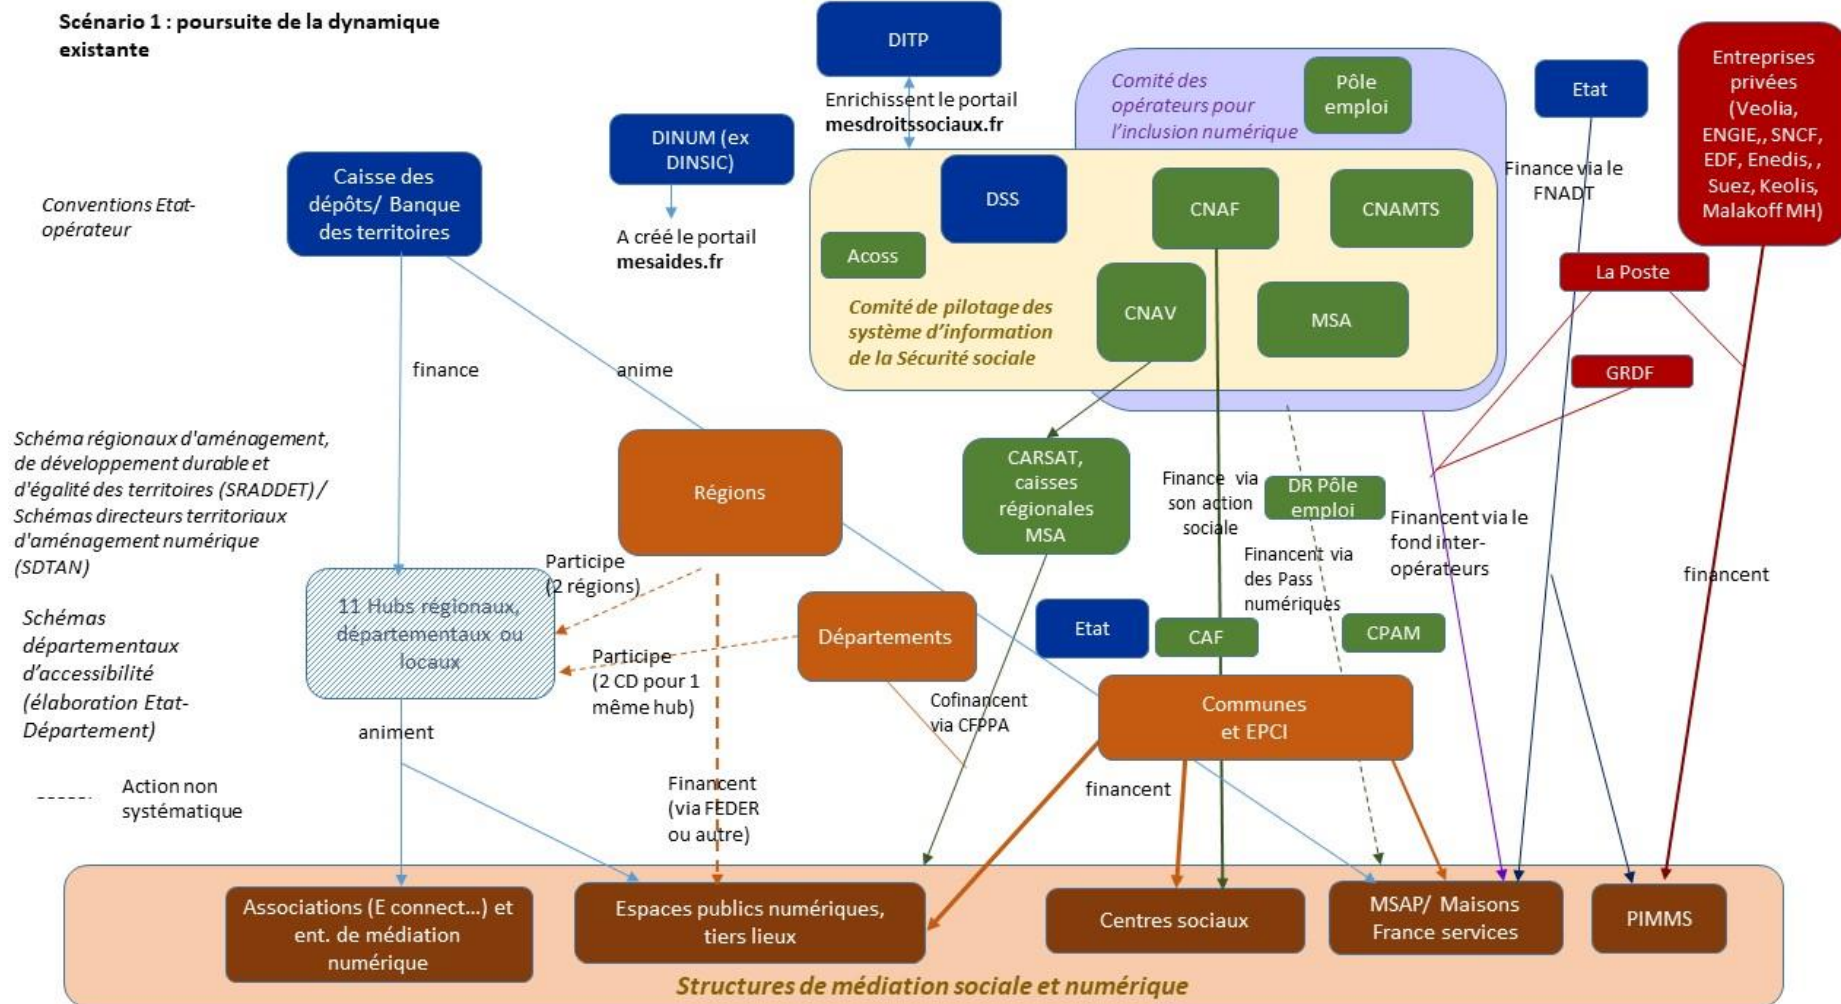 Scénario 1 : poursuite de la dynamique
existante
DITP
Enrichissent le portail
mesdroitssociaux.fr
Comité des
opérateurs pour
l'inclusion numérique
Pôle
emploi
Etat
Entreprises
privées
(Veolia,
ENGIE,, SNCF,
EDF, Enedis, ,
Suez, Keolis,
Malakoff MH)
DINUM (ex
DINSIC)
A créé le portail
mesaides.fr
Caisse des
dépôts/ Banque
des territoires
Conventions Etat-
opérateur
DSS
CNAF
CNAMTS
Acoss
CNAV
MSA
Comité de pilotage des
système d'information
de la Sécurité sociale
Finance via le
FNADT
La Poste
GRDF
finance
anime
Schéma régionaux d'aménagement,
de développement durable et
d'égalité des territoires (SRADDET) /
Schémas directeurs territoriaux
d'aménagement numérique
(SDTAN)
Régions
CARSAT,
caisses
régionales
MSA
Finance via
son action
sociale
DR Pôle
emploi
Financent via
des Pass
numériques
Financent via le
fond inter-
opérateurs
financent
Participe
(2 régions)
11 Hubs régionaux,
départementaux ou
locaux
Schémas
départementaux
d'accessibilité
(élaboration Etat-
Département)
Départements
Etat
CAF
CPAM
Participe
(2 CD pour 1
même hub)
Cofinancent
via CFPPA
Communes
et EPCI
animent
financent
Action non
systématique
Financent
(via FEDER
ou autre)
Associations (E connect...) et
ent. de médiation
numérique
Espaces publics numériques,
tiers lieux
Centres sociaux
MSAP/ Maisons
France services
PIMMS
Structures de médiation sociale et numérique